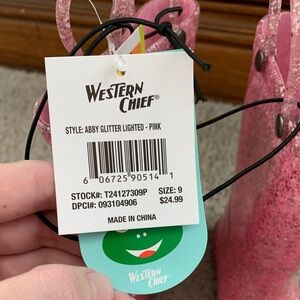 WESTERN
CHIEF®
STYLE: ABBY GLITTER LIGHTED - PINK
6 06725 90514 1
STOCK#: T24127309P SIZE: 9
DPCI#: 093104906 $24.99
MADE IN CHINA
WESTERN
CHIEF